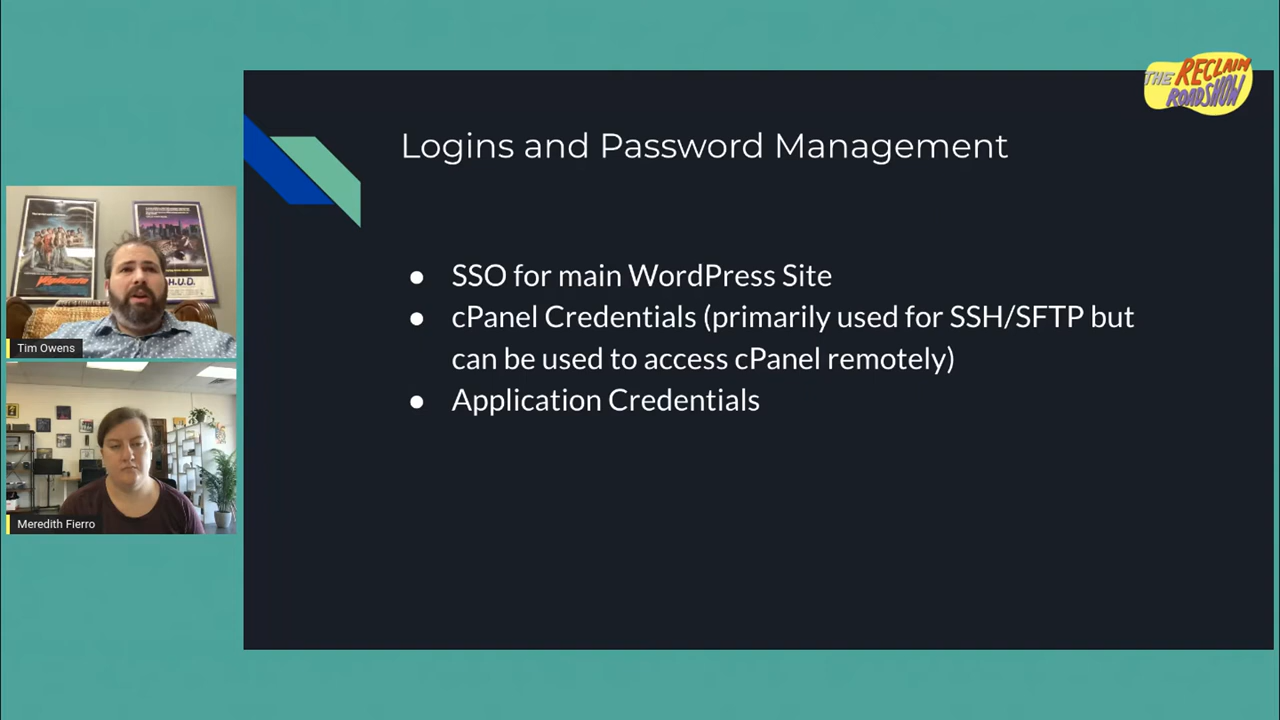 THE RECLAIM
ROADSHOW
Logins and Password Management
SSO for main WordPress Site
cPanel Credentials (primarily used for SSH/SFTP but
can be used to access cPanel remotely)
Application Credentials
Tim Owens
Meredith Fierro